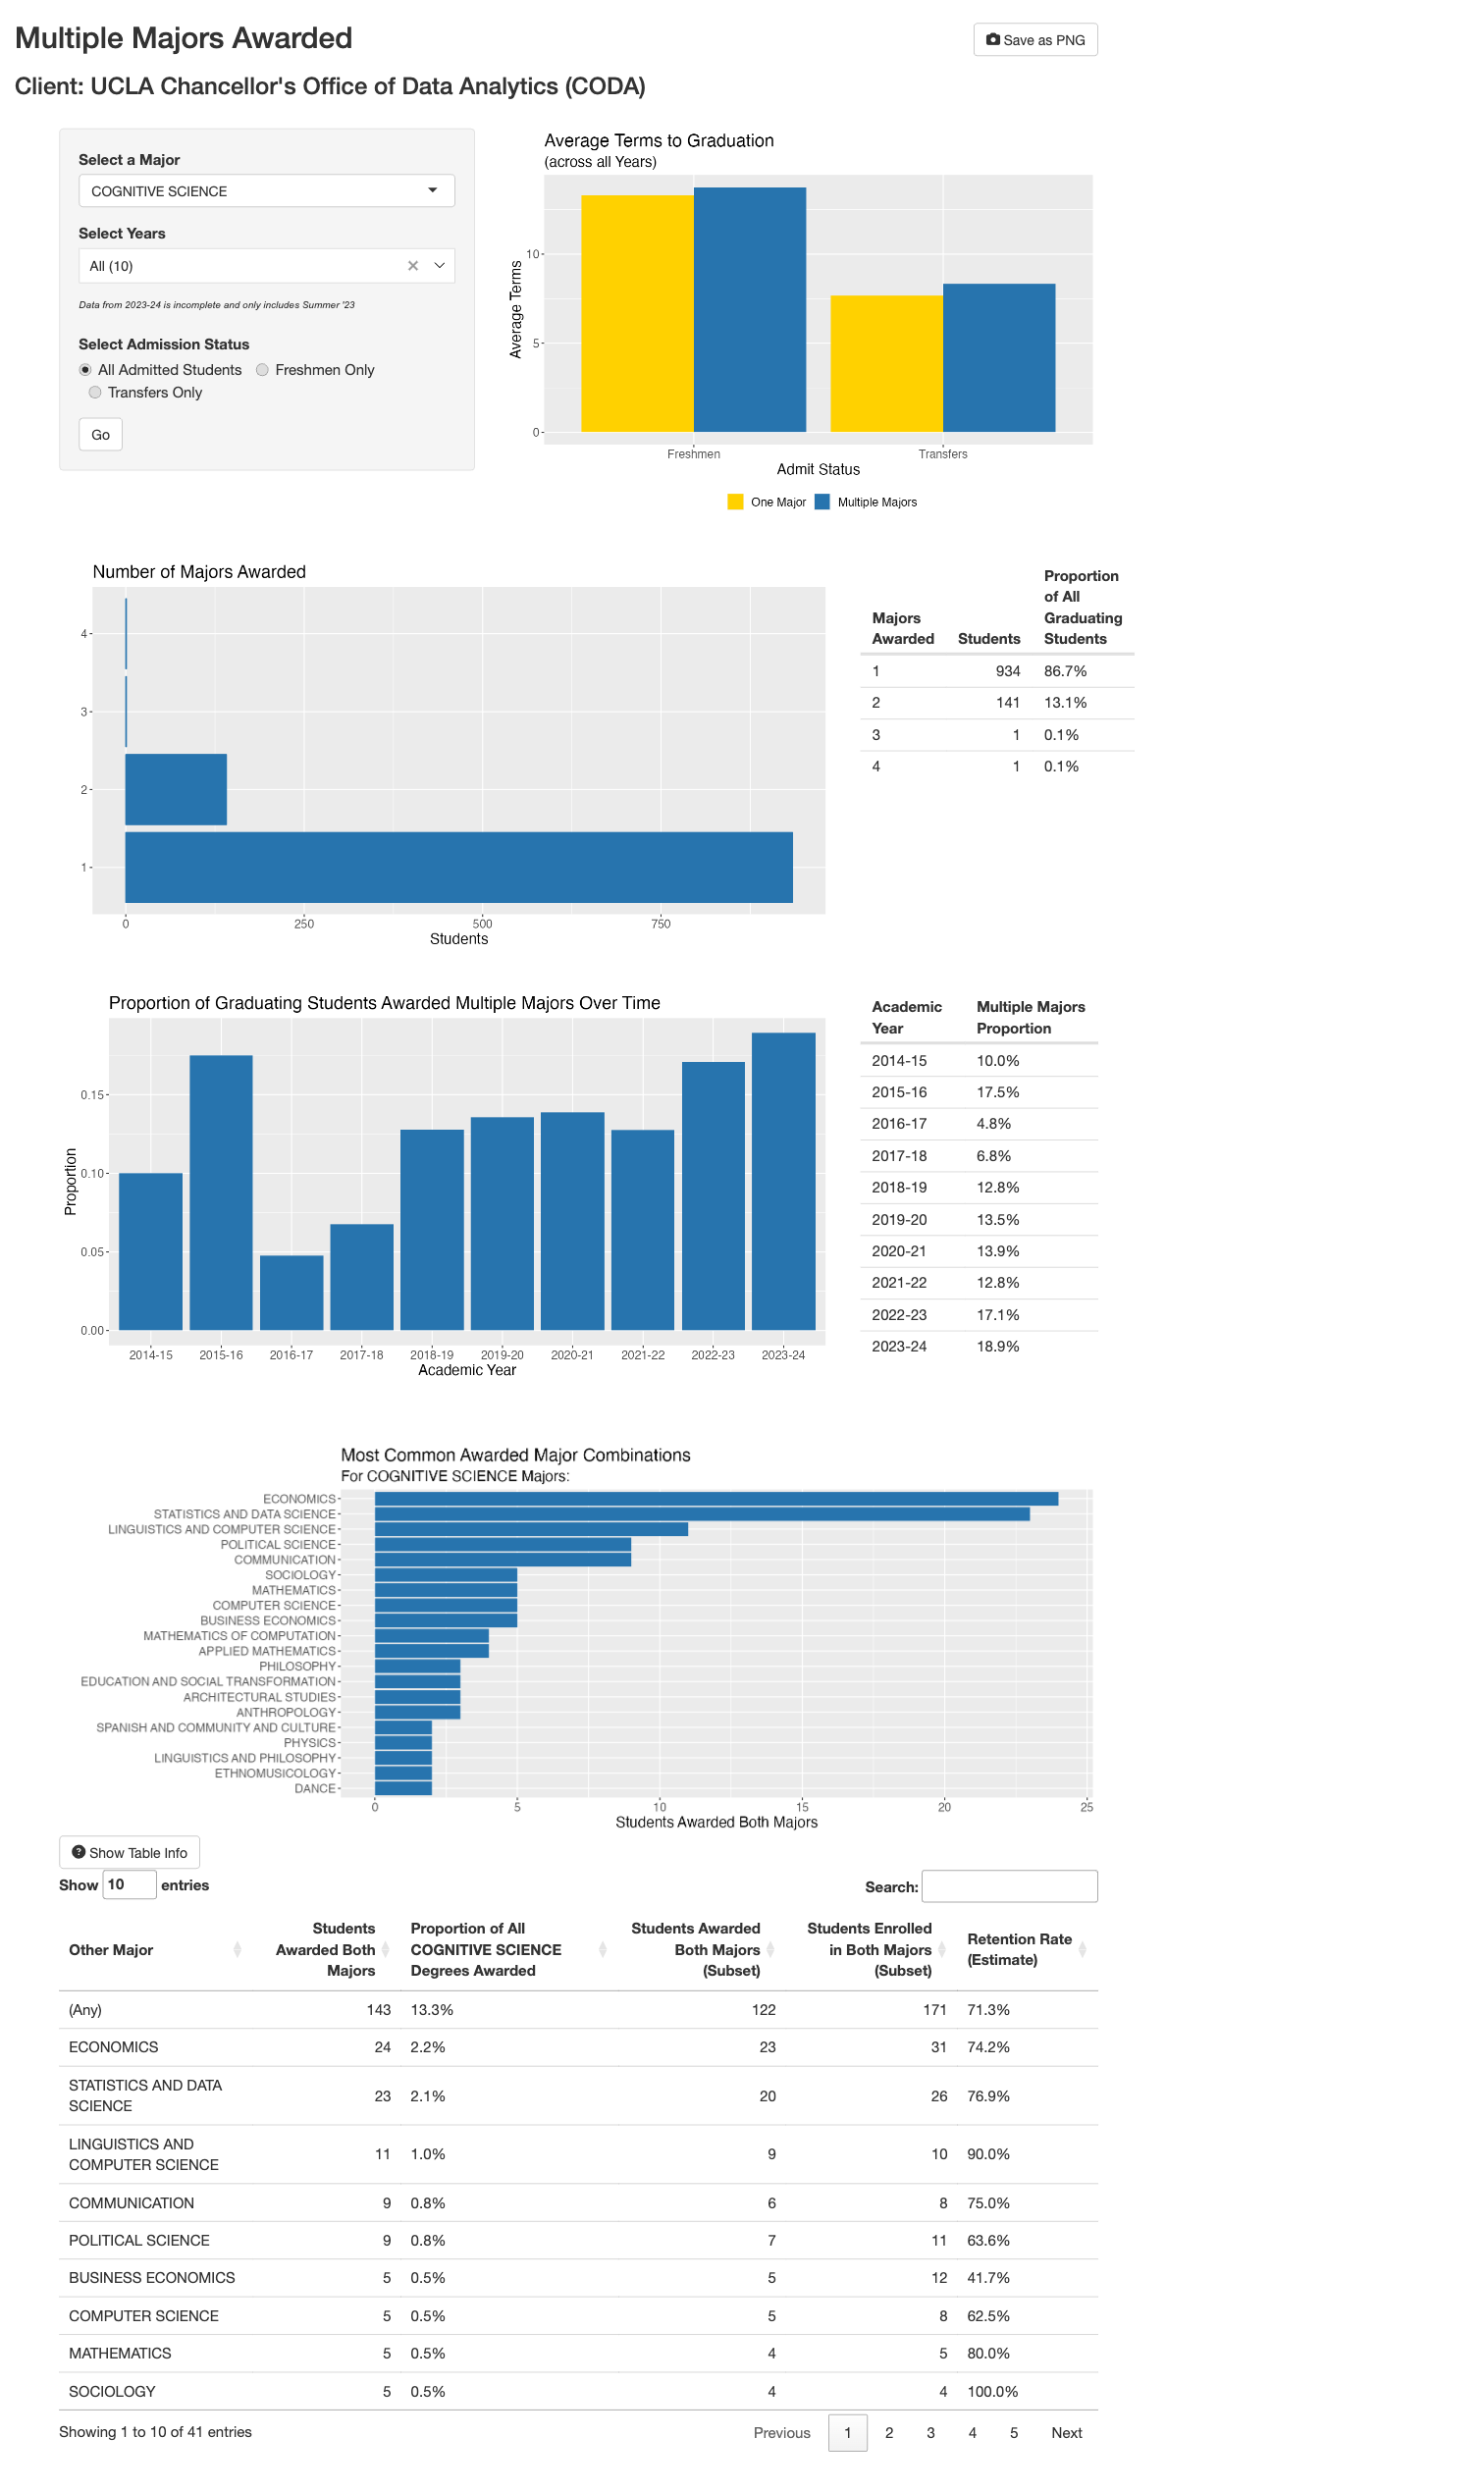 Multiple Majors Awarded
Save as PNG
Client: UCLA Chancellor's Office of Data Analytics (CODA)
Select a Major
COGNITIVE SCIENCE
Select Years
All (10)
Data from 2023-24 is incomplete and only includes Summer '23
Select Admission Status
All Admitted Students Freshmen Only
Transfers Only
Go
Average Terms to Graduation
(across all Years)
Average Terms
10
5
0
Freshmen Transfers
Admit Status
One Major Multiple Majors
Number of Majors Awarded
4
3
2
1
0 250 500 750
Students
Majors Awarded Students Proportion of All Graduating Students
1 934 86.7%
2 141 13.1%
3 1 0.1%
4 1 0.1%
Proportion of Graduating Students Awarded Multiple Majors Over Time
Proportion
0.15
0.10
0.05
0.00
2014-15 2015-16 2016-17 2017-18 2018-19 2019-20 2020-21 2021-22 2022-23 2023-24
Academic Year
Academic Year Multiple Majors Proportion
2014-15 10.0%
2015-16 17.5%
2016-17 4.8%
2017-18 6.8%
2018-19 12.8%
2019-20 13.5%
2020-21 13.9%
2021-22 12.8%
2022-23 17.1%
2023-24 18.9%
Most Common Awarded Major Combinations
For COGNITIVE SCIENCE Majors:
ECONOMICS
STATISTICS AND DATA SCIENCE
LINGUISTICS AND COMPUTER SCIENCE
POLITICAL SCIENCE
COMMUNICATION
SOCIOLOGY
MATHEMATICS
COMPUTER SCIENCE
BUSINESS ECONOMICS
MATHEMATICS OF COMPUTATION
APPLIED MATHEMATICS
PHILOSOPHY
EDUCATION AND SOCIAL TRANSFORMATION
ARCHITECTURAL STUDIES
ANTHROPOLOGY
SPANISH AND COMMUNITY AND CULTURE
PHYSICS
LINGUISTICS AND PHILOSOPHY
ETHNOMUSICOLOGY
DANCE
0 5 10 15 20 25
Students Awarded Both Majors
Show Table Info
Show 10 entries
Search:
Other Major Students Awarded Both Majors Proportion of All COGNITIVE SCIENCE Degrees Awarded Students Awarded Both Majors (Subset) Students Enrolled in Both Majors (Subset) Retention Rate (Estimate)
(Any) 143 13.3% 122 171 71.3%
ECONOMICS 24 2.2% 23 31 74.2%
STATISTICS AND DATA SCIENCE 23 2.1% 20 26 76.9%
LINGUISTICS AND COMPUTER SCIENCE 11 1.0% 9 10 90.0%
COMMUNICATION 9 0.8% 6 8 75.0%
POLITICAL SCIENCE 9 0.8% 7 11 63.6%
BUSINESS ECONOMICS 5 0.5% 5 12 41.7%
COMPUTER SCIENCE 5 0.5% 5 8 62.5%
MATHEMATICS 5 0.5% 4 5 80.0%
SOCIOLOGY 5 0.5% 4 4 100.0%
Showing 1 to 10 of 41 entries
Previous 1 2 3 4 5 Next